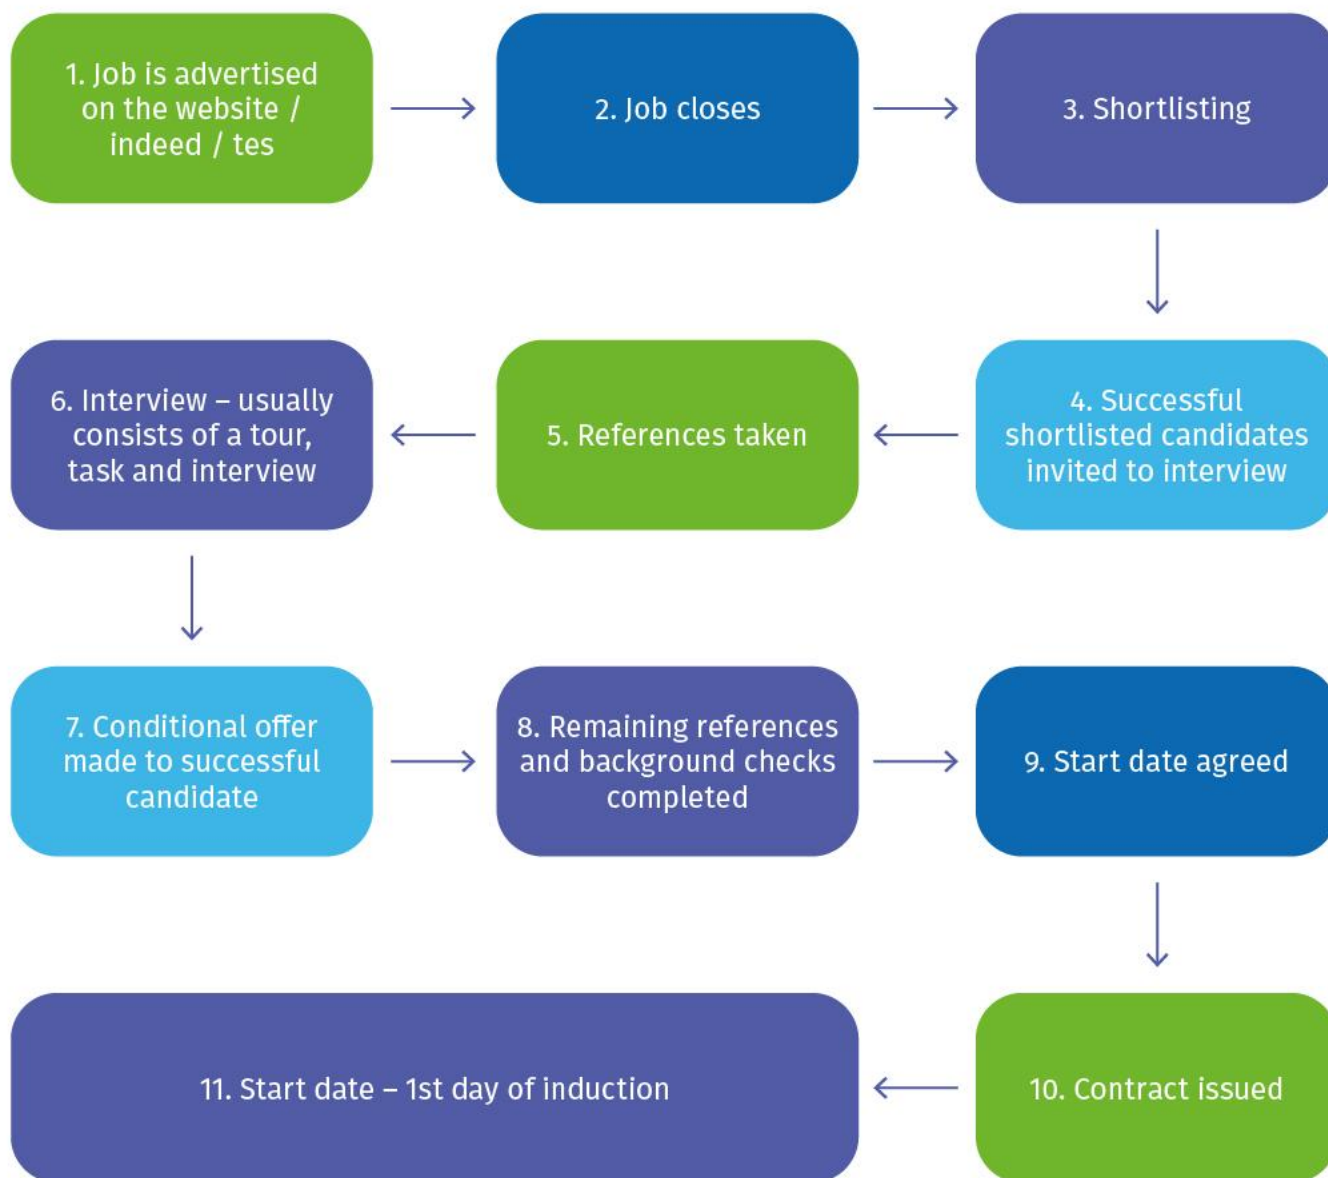 1. Job is advertised
on the website /
indeed / tes
2. Job closes
3. Shortlisting
4. Successful
shortlisted candidates
invited to interview
5. References taken
6. Interview – usually
consists of a tour,
task and interview
7. Conditional offer
made to successful
candidate
8. Remaining references
and background checks
completed
9. Start date agreed
10. Contract issued
11. Start date – 1st day of induction